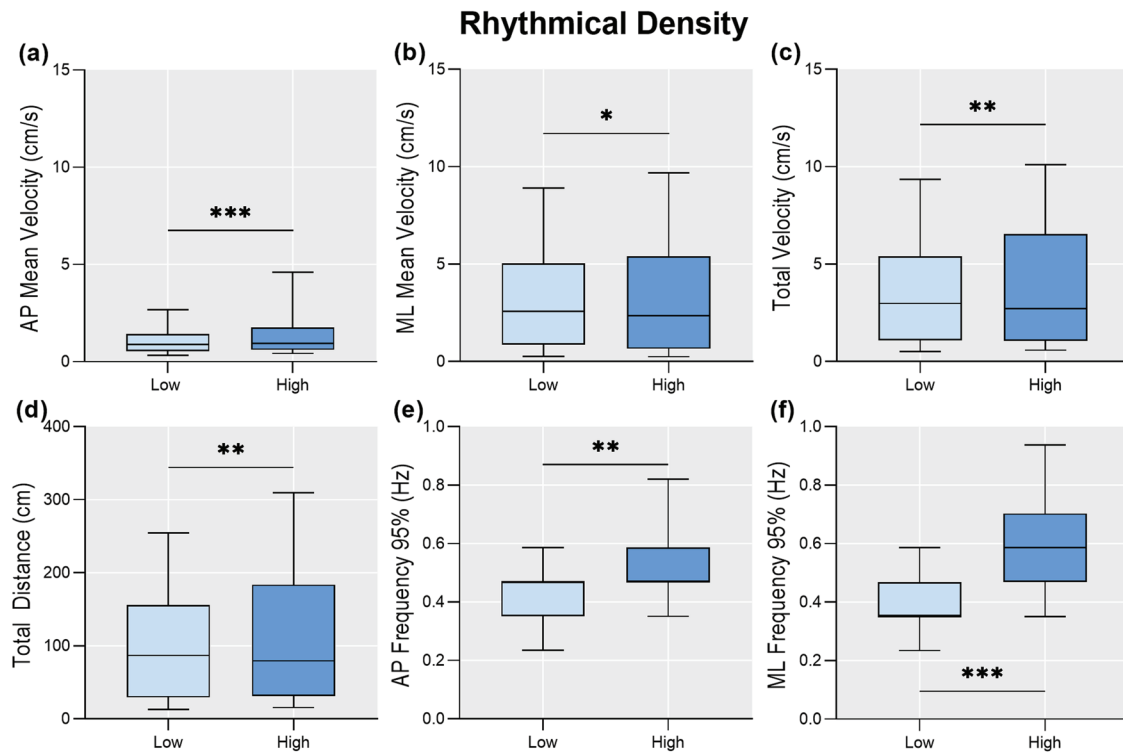 Rhythmical Density
(a)
AP Mean Velocity (cm/s)
15
10
5
0
***
Low High
(b)
ML Mean Velocity (cm/s)
15
10
5
0
*
Low High
(c)
Total Velocity (cm/s)
15
10
5
0
**
Low High
(d)
Total Distance (cm)
400
300
200
100
0
**
Low High
(e)
AP Frequency 95% (Hz)
1.0
0.8
0.6
0.4
0.2
0.0
**
Low High
(f)
ML Frequency 95% (Hz)
1.0
0.8
0.6
0.4
0.2
0.0
***
Low High